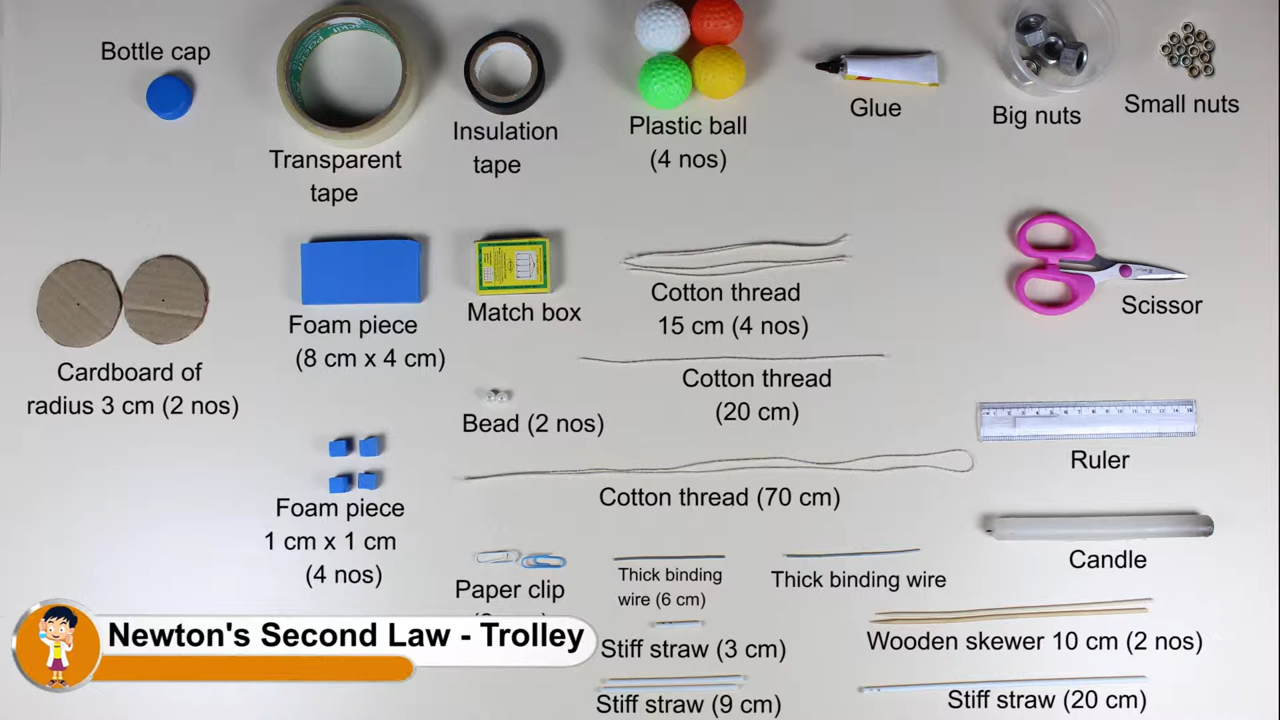 Bottle cap
Transparent
tape
Insulation
tape
Plastic ball
(4 nos)
Glue
Big nuts
Small nuts
Cardboard of
radius 3 cm (2 nos)
Foam piece
(8 cm x 4 cm)
Match box
Cotton thread
15 cm (4 nos)
Scissor
Cotton thread
(20 cm)
Bead (2 nos)
Ruler
Cotton thread (70 cm)
Foam piece
1 cm x 1 cm
(4 nos)
Candle
Paper clip
Thick binding
wire (6 cm)
Thick binding wire
Newton's Second Law - Trolley
Stiff straw (3 cm)
Wooden skewer 10 cm (2 nos)
Stiff straw (9 cm)
Stiff straw (20 cm)